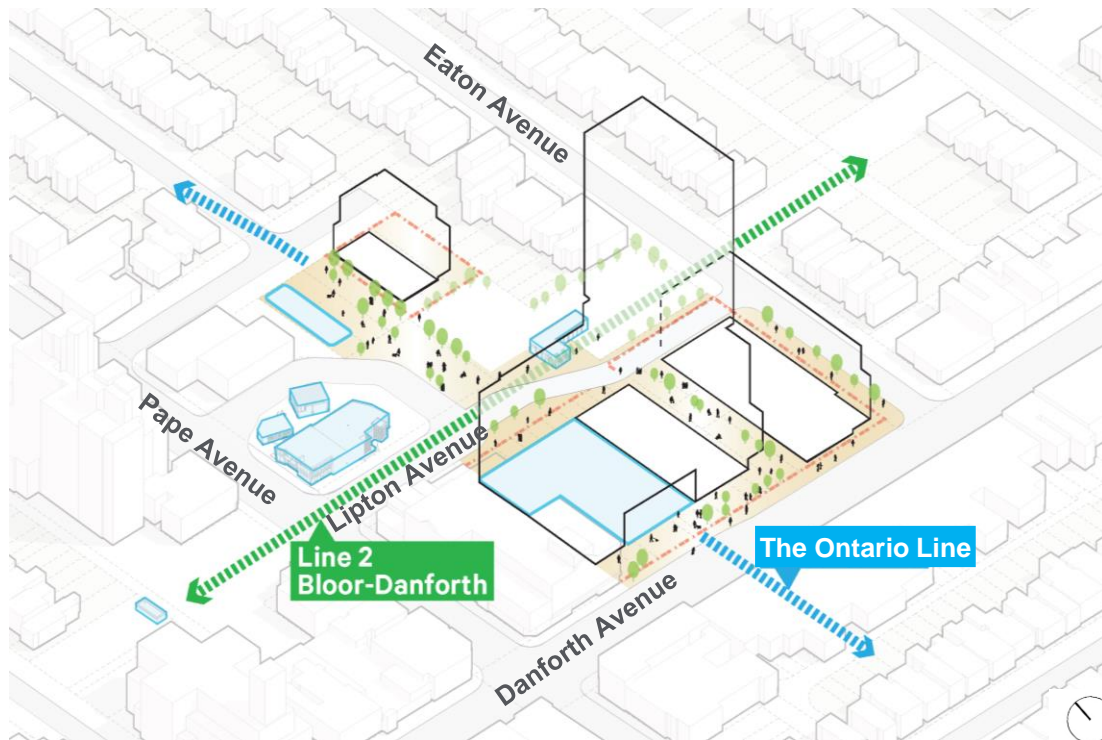 Eaton Avenue
Pape Avenue
Lipton Avenue
Line 2
Bloor-Danforth
The Ontario Line
Danforth Avenue